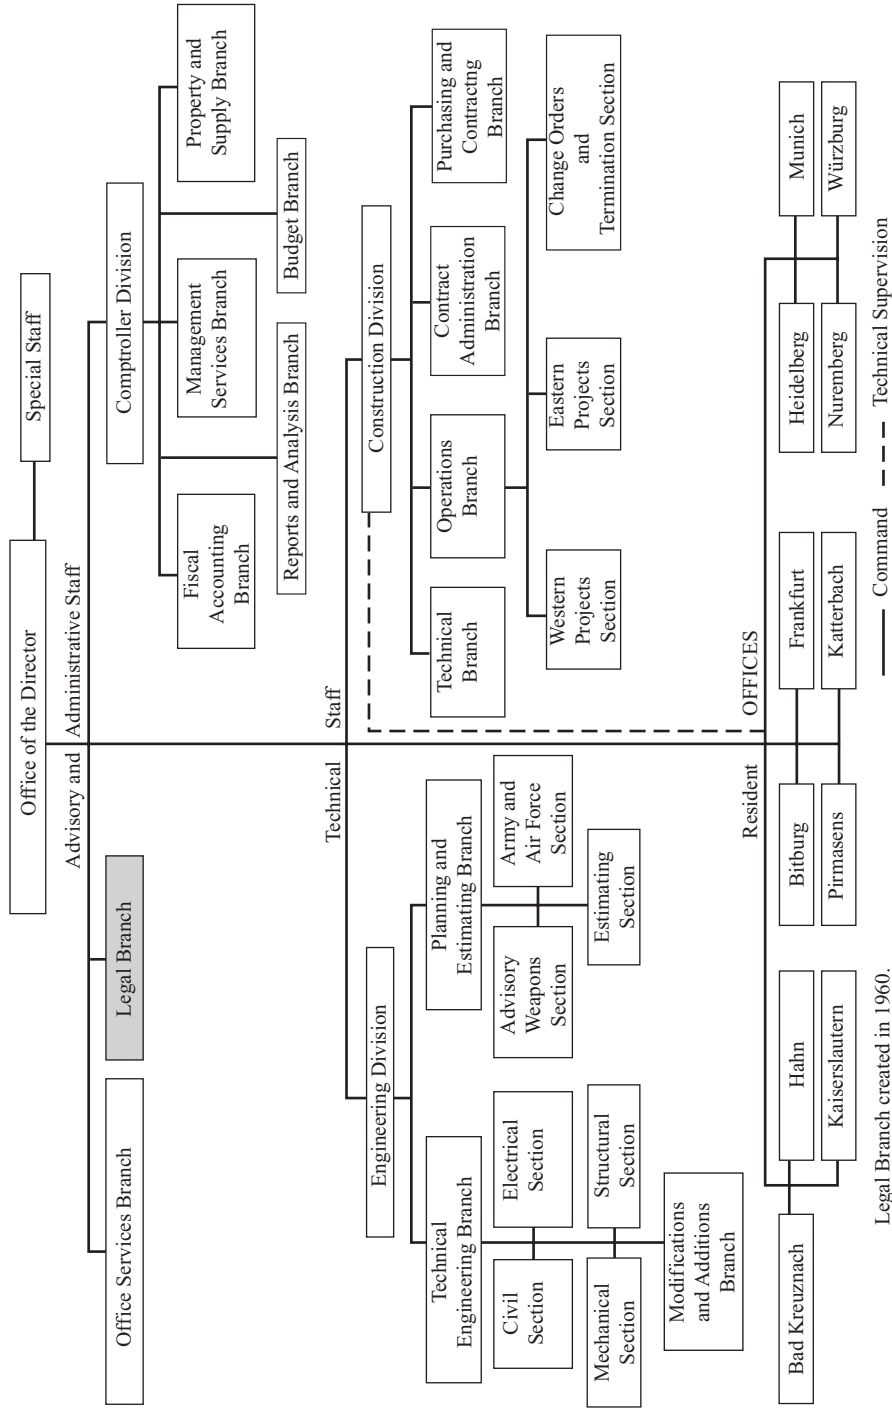 Office of the Director
Special Staff
Advisory and
Administrative Staff
Office Services Branch
Legal Branch
Comptroller Division
Fiscal
Accounting
Branch
Management
Services Branch
Property and
Supply Branch
Reports and Analysis Branch
Budget Branch
Technical
Staff
Engineering Division
Construction Division
Technical
Engineering Branch
Planning and
Estimating Branch
Technical
Branch
Operations
Branch
Contract
Administration
Branch
Purchasing and
Contractng
Branch
Civil
Section
Electrical
Section
Advisory
Weapons
Section
Army and
Air Force
Section
Mechanical
Section
Structural
Section
Estimating
Section
Western
Projects
Section
Eastern
Projects
Section
Change Orders
and
Termination Section
Modifications
and Additions
Branch
Resident
OFFICES
Bad Kreuznach
Hahn
Bitburg
Frankfurt
Heidelberg
Munich
Kaiserslautern
Pirmasens
Katterbach
Nuremberg
Würzburg
Legal Branch created in 1960.
Command
Technical Supervision